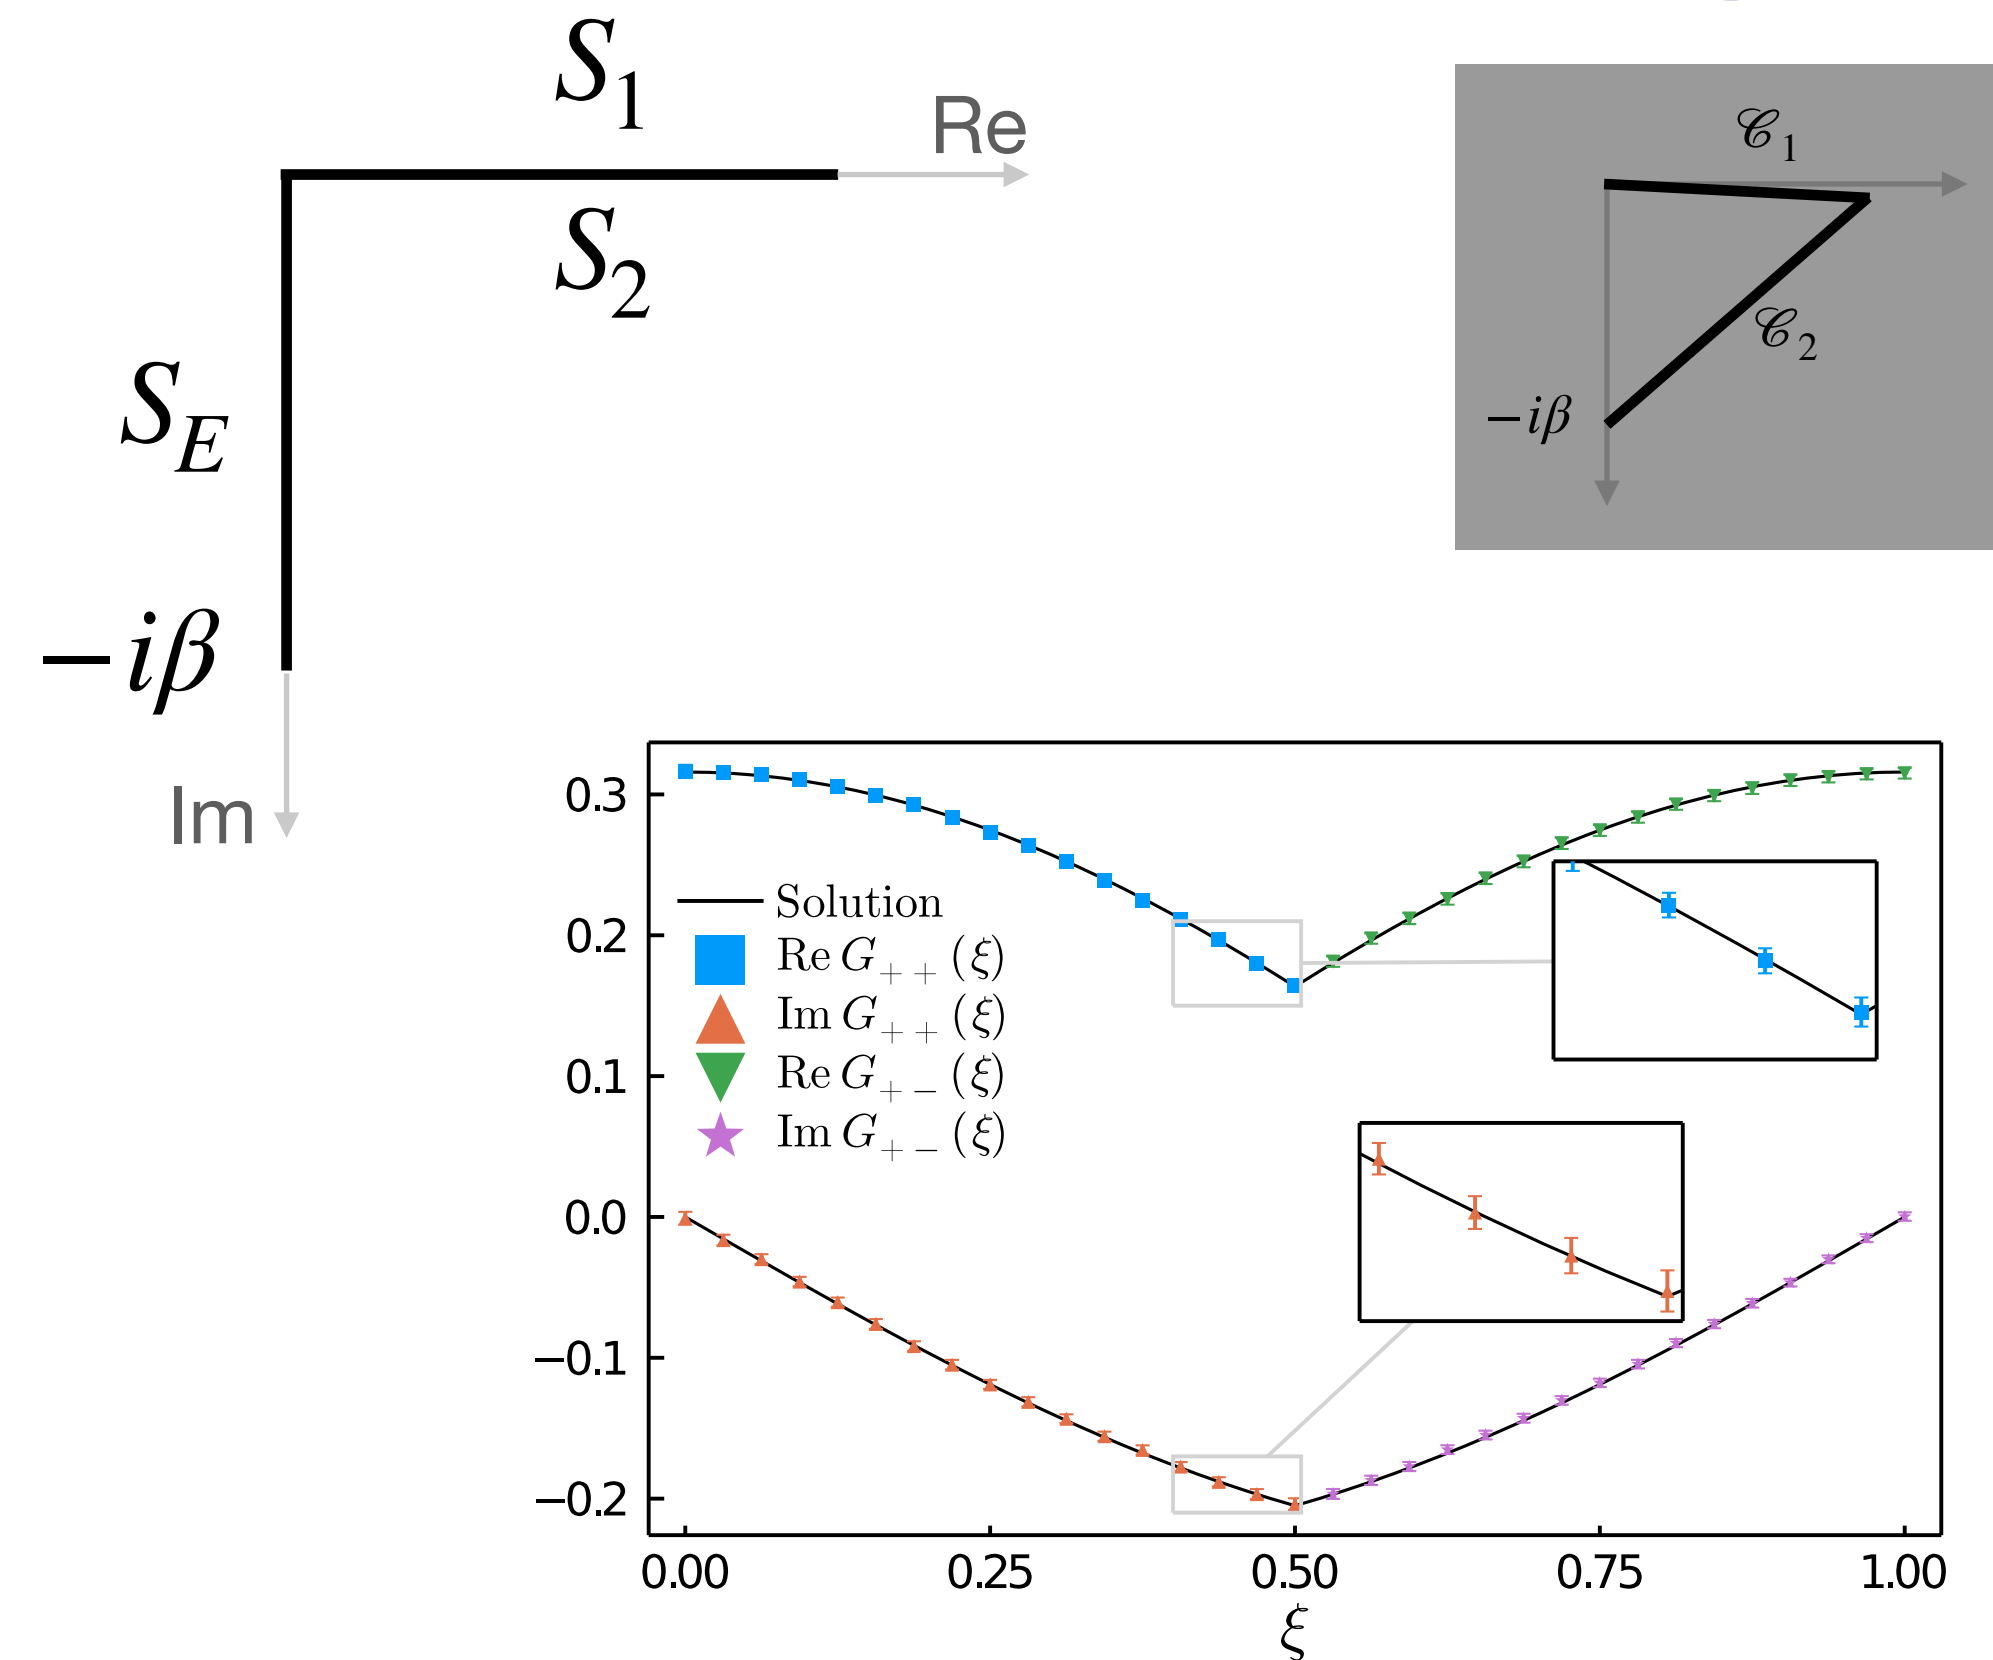 S₁
Re
S₂
S_E
−iβ
Im
𝒞₁
𝒞₂
−iβ
0.3
0.2
0.1
0.0
−0.1
−0.2
Solution
Re G₊₊(ξ)
Im G₊₊(ξ)
Re G₊₋(ξ)
Im G₊₋(ξ)
0.00 0.25 0.50 0.75 1.00
ξ